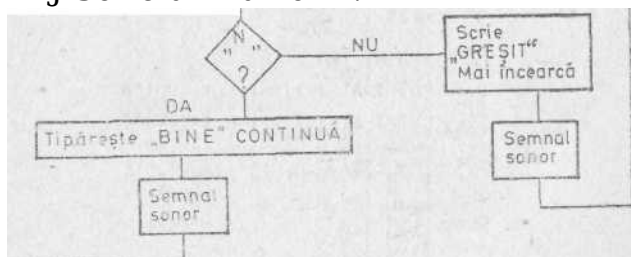 „N"
?
NU
Scrie
„GREȘIT“
Mai încearcă
DA
Tipărește „BINE" CONTINUĂ
Semnal
sonor
Semnal
sonor